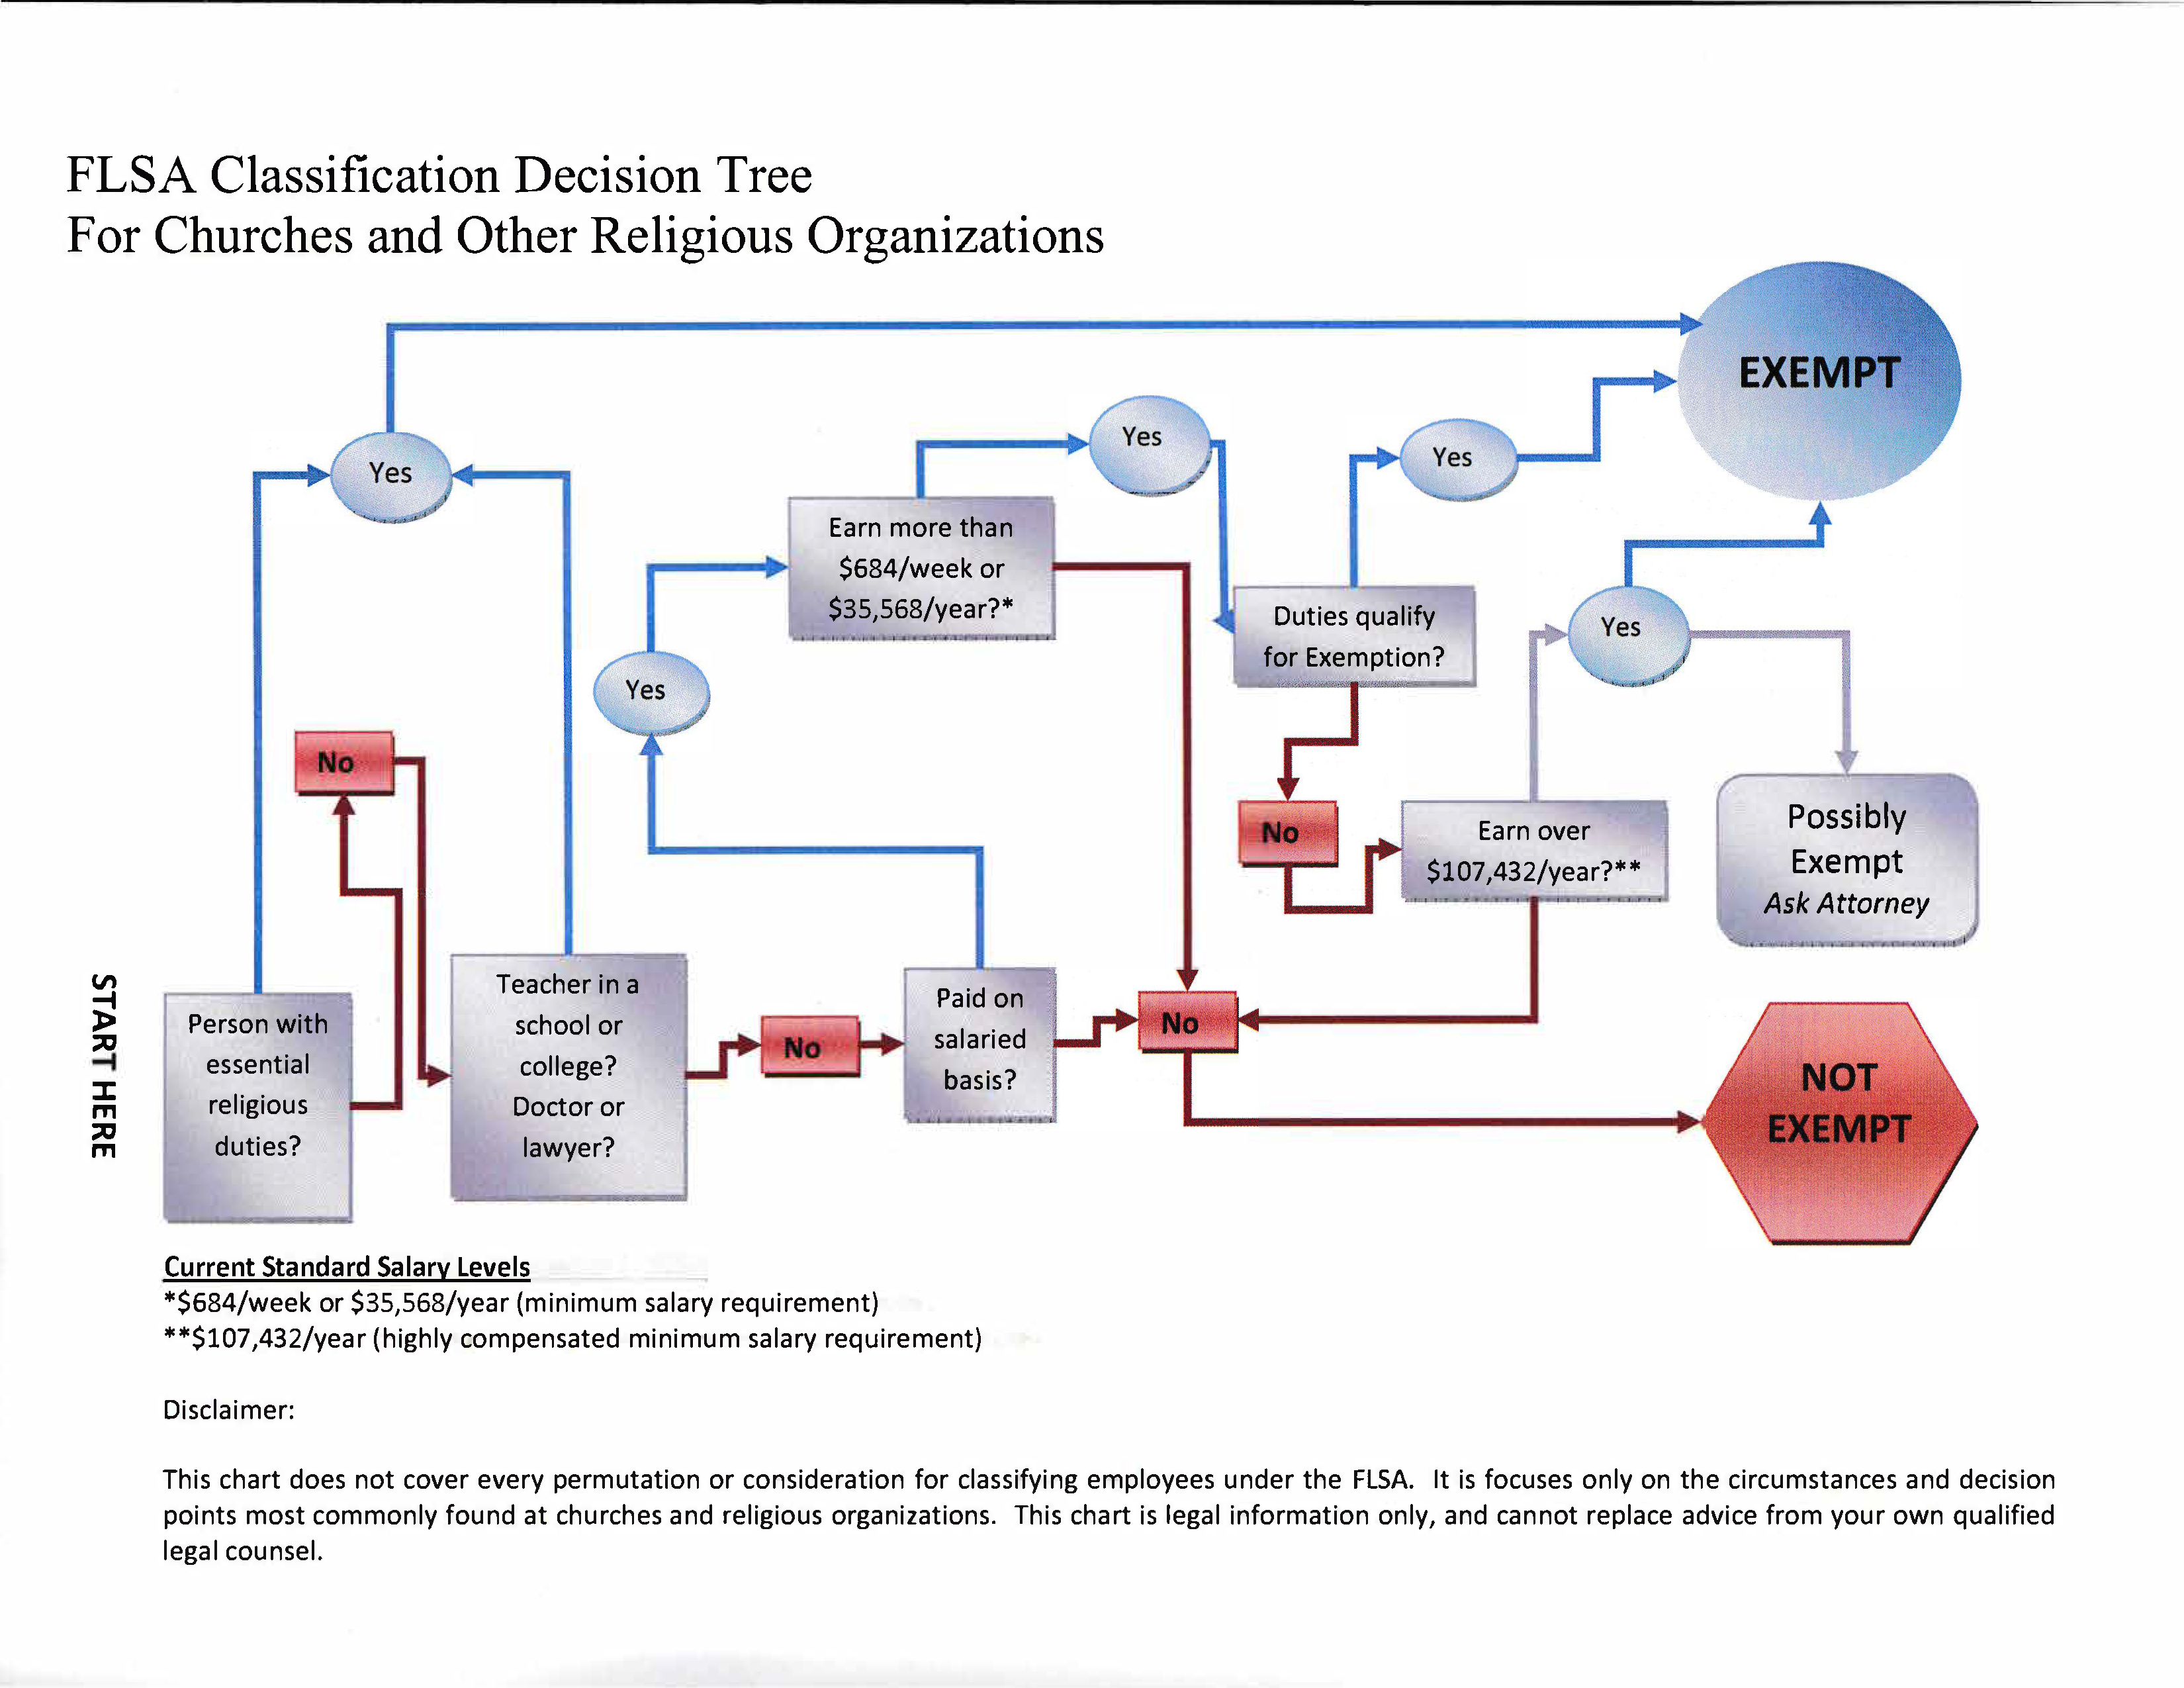 FLSA Classification Decision Tree
For Churches and Other Religious Organizations
EXEMPT
Yes
Yes
Yes
Earn more than
$684/week or
$35,568/year?*
Duties qualify
for Exemption?
Yes
Yes
No
No
Earn over
$107,432/year?**
Possibly
Exempt
Ask Attorney
START HERE
Person with
essential
religious
duties?
Teacher in a
school or
college?
Doctor or
lawyer?
No
Paid on
salaried
basis?
No
NOT
EXEMPT
Current Standard Salary Levels
*$684/week or $35,568/year (minimum salary requirement)
**$107,432/year (highly compensated minimum salary requirement)
Disclaimer:
This chart does not cover every permutation or consideration for classifying employees under the FLSA. It is focuses only on the circumstances and decision
points most commonly found at churches and religious organizations. This chart is legal information only, and cannot replace advice from your own qualified
legal counsel.